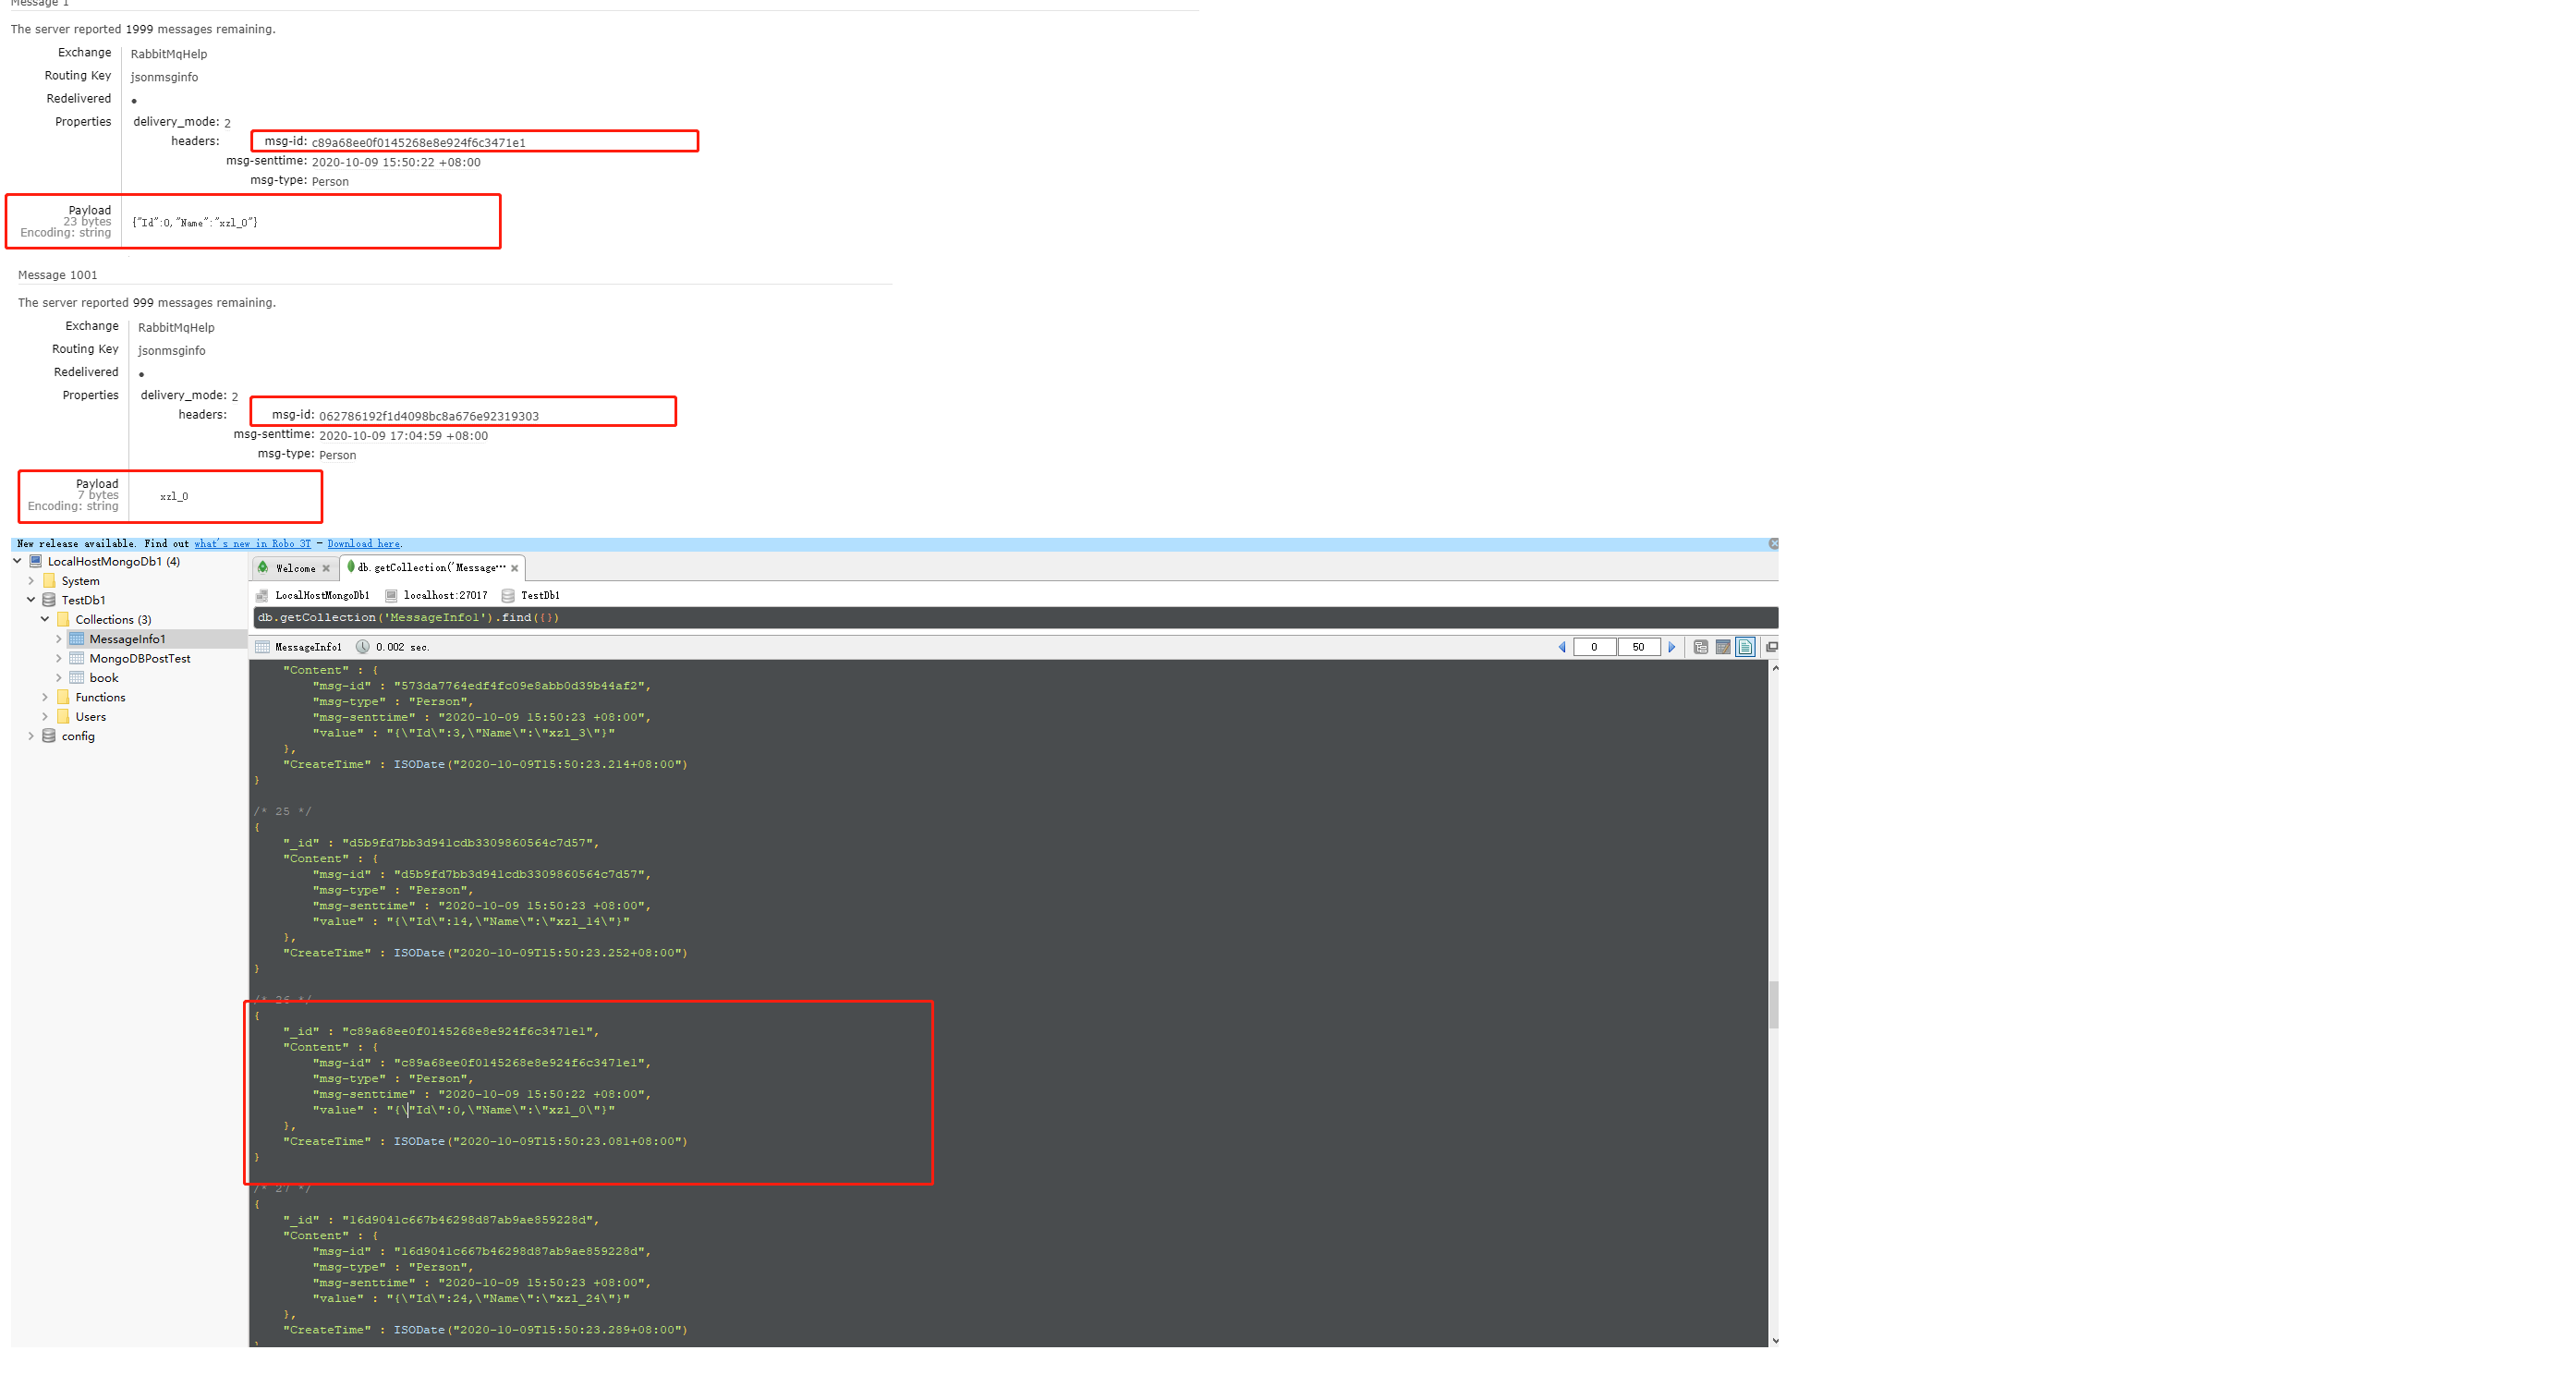 Message 1
The server reported 1999 messages remaining.
Exchange RabbitMqHelp
Routing Key jsonmsginfo
Redelivered ●
Properties delivery_mode: 2
headers: msg-id: c89a68ee0f0145268e8e924f6c3471e1
msg-senttime: 2020-10-09 15:50:22 +08:00
msg-type: Person
Payload
23 bytes
Encoding: string
{"Id":0,"Name":"xzl_0"}
Message 1001
The server reported 999 messages remaining.
Exchange RabbitMqHelp
Routing Key jsonmsginfo
Redelivered ●
Properties delivery_mode: 2
headers: msg-id: 062786192f1d4098bc8a676e92319303
msg-senttime: 2020-10-09 17:04:59 +08:00
msg-type: Person
Payload
7 bytes
Encoding: string
xzl_0
New release available. Find out what's new in Robo 3T - Download here.
LocalHostMongoDb1 (4)
System
TestDb1
Collections (3)
MessageInfo1
MongoDBPostTest
book
Functions
Users
config
Welcome
db.getCollection('Message...
LocalHostMongoDb1 localhost:27017 TestDb1
db.getCollection('MessageInfo1').find({})
MessageInfo1 0.002 sec.
0 50
"Content" : {
"msg-id" : "573da7764edf4fc09e8abb0d39b44af2",
"msg-type" : "Person",
"msg-senttime" : "2020-10-09 15:50:23 +08:00",
"value" : "{\"Id\":3,\"Name\":\"xzl_3\"}"
},
"CreateTime" : ISODate("2020-10-09T15:50:23.214+08:00")
}
/* 25 */
{
"_id" : "d5b9fd7bb3d941cdb3309860564c7d57",
"Content" : {
"msg-id" : "d5b9fd7bb3d941cdb3309860564c7d57",
"msg-type" : "Person",
"msg-senttime" : "2020-10-09 15:50:23 +08:00",
"value" : "{\"Id\":14,\"Name\":\"xzl_14\"}"
},
"CreateTime" : ISODate("2020-10-09T15:50:23.252+08:00")
}
/* 26 */
{
"_id" : "c89a68ee0f0145268e8e924f6c3471e1",
"Content" : {
"msg-id" : "c89a68ee0f0145268e8e924f6c3471e1",
"msg-type" : "Person",
"msg-senttime" : "2020-10-09 15:50:22 +08:00",
"value" : "{\"Id\":0,\"Name\":\"xzl_0\"}"
},
"CreateTime" : ISODate("2020-10-09T15:50:23.081+08:00")
}
/* 27 */
{
"_id" : "16d9041c667b46298d87ab9ae859228d",
"Content" : {
"msg-id" : "16d9041c667b46298d87ab9ae859228d",
"msg-type" : "Person",
"msg-senttime" : "2020-10-09 15:50:23 +08:00",
"value" : "{\"Id\":24,\"Name\":\"xzl_24\"}"
},
"CreateTime" : ISODate("2020-10-09T15:50:23.289+08:00")
}